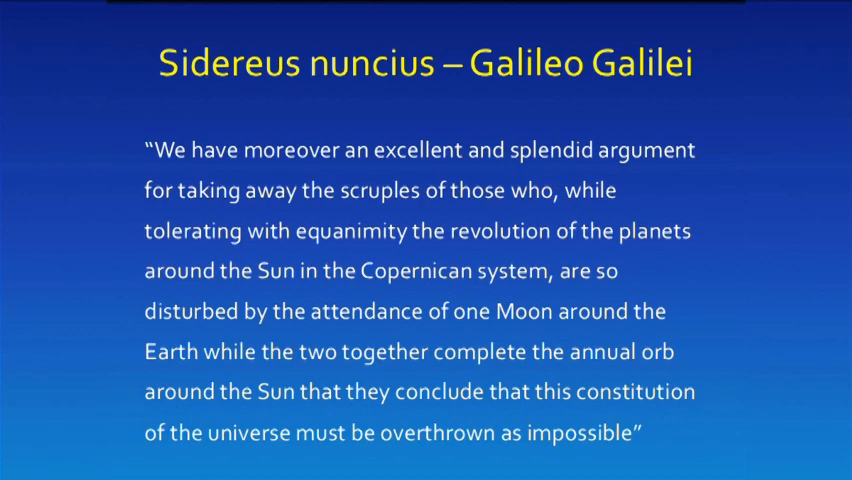 Sidereus nuncius – Galileo Galilei
“We have moreover an excellent and splendid argument
for taking away the scruples of those who, while
tolerating with equanimity the revolution of the planets
around the Sun in the Copernican system, are so
disturbed by the attendance of one Moon around the
Earth while the two together complete the annual orb
around the Sun that they conclude that this constitution
of the universe must be overthrown as impossible”